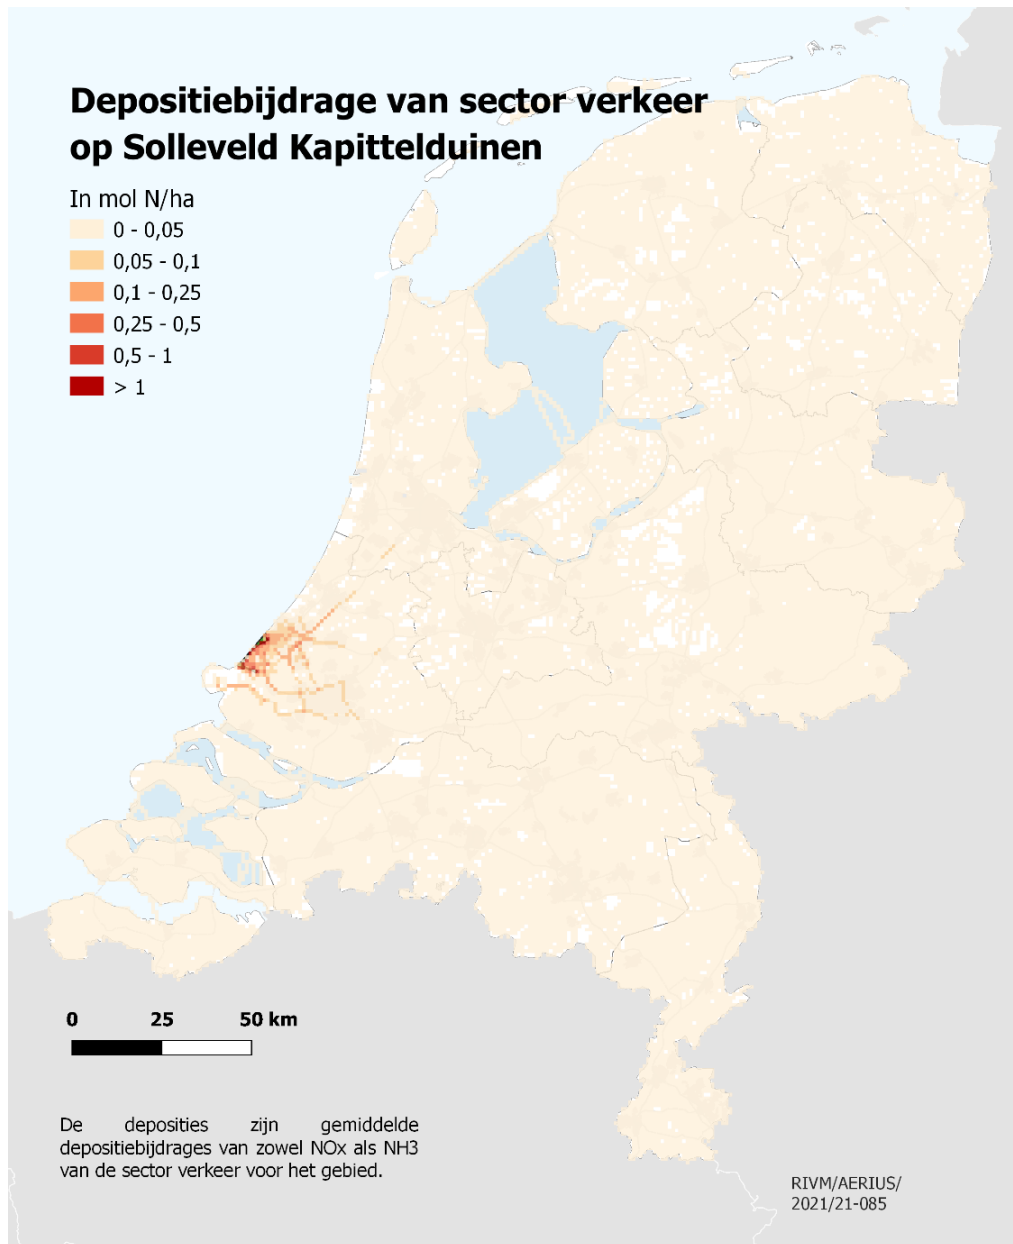 Depositiebijdrage van sector verkeer
op Solleveld Kapittelduinen
In mol N/ha
0 - 0,05
0,05 - 0,1
0,1 - 0,25
0,25 - 0,5
0,5 - 1
> 1
0 25 50 km
De deposities zijn gemiddelde
depositiebijdrages van zowel NOx als NH3
van de sector verkeer voor het gebied.
RIVM/AERIUS/
2021/21-085